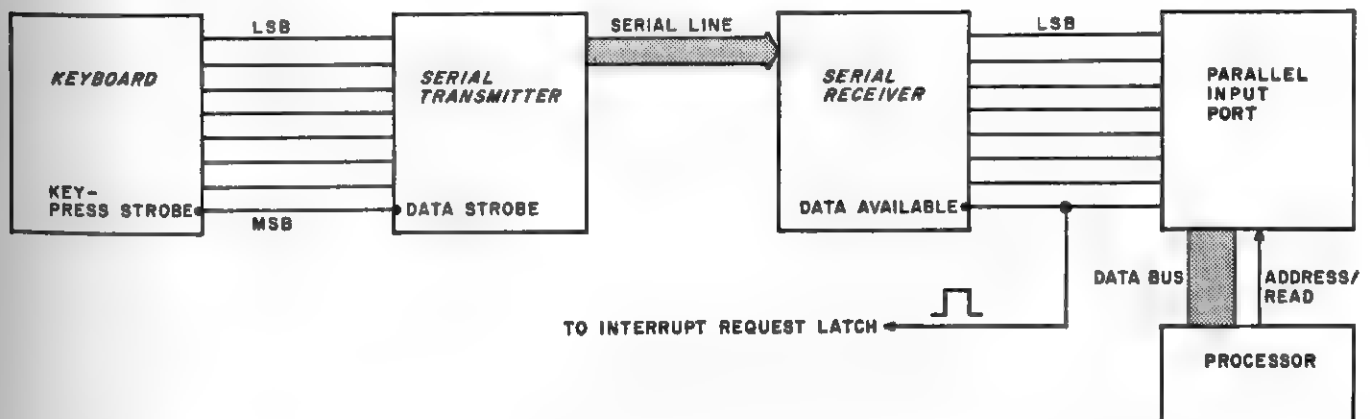 LSB
KEYBOARD
KEY-
PRESS STROBE
MSB
SERIAL
TRANSMITTER
DATA STROBE
SERIAL LINE
SERIAL
RECEIVER
DATA AVAILABLE
LSB
PARALLEL
INPUT
PORT
TO INTERRUPT REQUEST LATCH
DATA BUS
ADDRESS/
READ
PROCESSOR